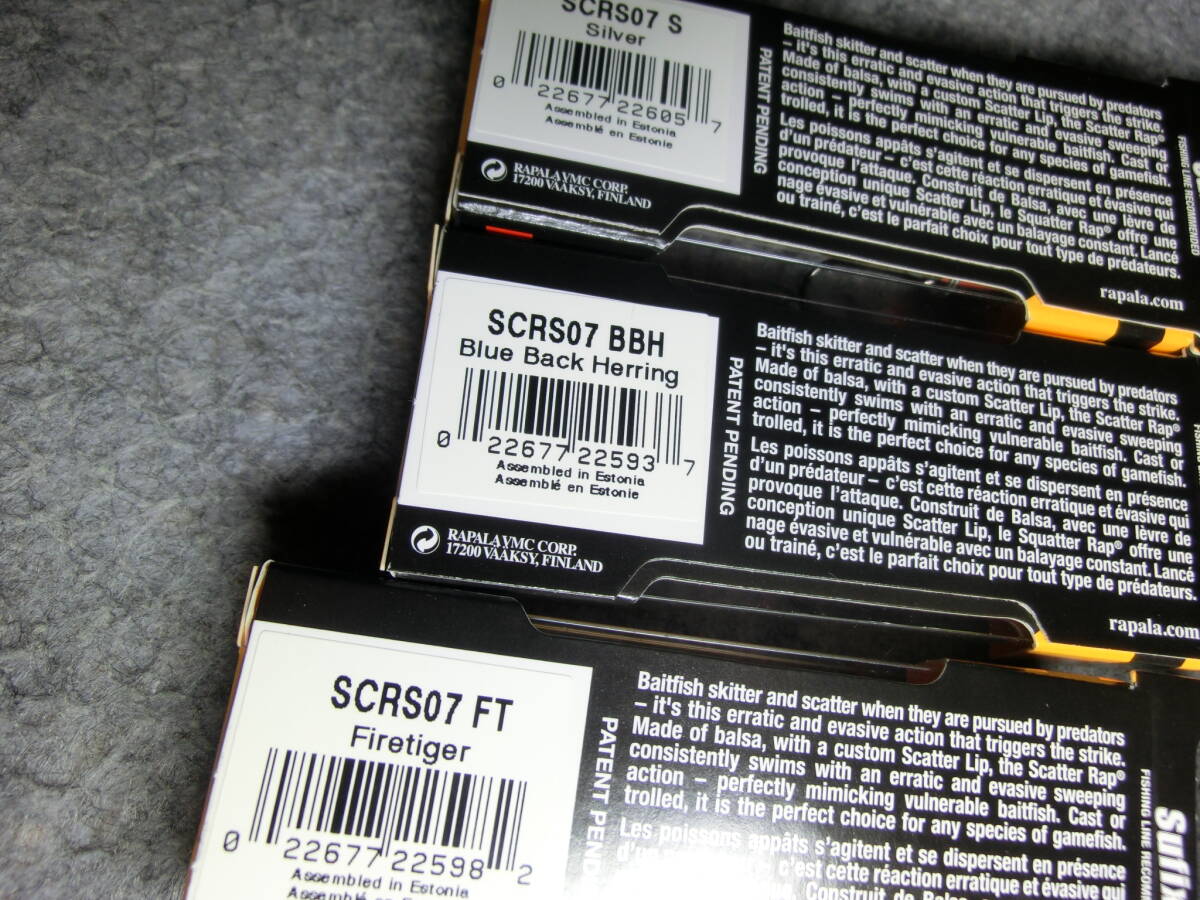 SCRS07 S
Silver
0 22677 22605 7
Assembled in Estonia
Assemblé en Estonie
RAPALA VMC CORP.
17200 VÄÄKSY, FINLAND
PATENT PENDING
Baitfish skitter and scatter when they are pursued by predators
– it's this erratic and evasive action that triggers the strike.
Made of balsa, with a custom Scatter Lip, the Scatter Rap®
consistently swims with an erratic and evasive sweeping
action – perfectly mimicking vulnerable baitfish. Cast or
trolled, it is the perfect choice for any species of gamefish.
Les poissons appâts s'agitent et se dispersent en présence
d'un prédateur – c'est cette réaction erratique et évasive qui
provoque l'attaque. Construit de Balsa, avec une lèvre de
conception unique Scatter Lip, le Squatter Rap® offre une
nage évasive et vulnérable avec un balayage constant. Lancé
ou trainé, c'est le parfait choix pour tout type de prédateurs.
rapala.com
FISHING LINE RECOMMENDED
SCRS07 BBH
Blue Back Herring
0 22677 22593 7
Assembled in Estonia
Assemblé en Estonie
RAPALA VMC CORP.
17200 VÄÄKSY, FINLAND
PATENT PENDING
Baitfish skitter and scatter when they are pursued by predators
– it's this erratic and evasive action that triggers the strike.
Made of balsa, with a custom Scatter Lip, the Scatter Rap®
consistently swims with an erratic and evasive sweeping
action – perfectly mimicking vulnerable baitfish. Cast or
trolled, it is the perfect choice for any species of gamefish.
Les poissons appâts s'agitent et se dispersent en présence
d'un prédateur – c'est cette réaction erratique et évasive qui
provoque l'attaque. Construit de Balsa, avec une lèvre de
conception unique Scatter Lip, le Squatter Rap® offre une
nage évasive et vulnérable avec un balayage constant. Lancé
ou trainé, c'est le parfait choix pour tout type de prédateurs.
rapala.com
SCRS07 FT
Firetiger
0 22677 22598 2
Assembled in Estonia
PATENT PEND
Baitfish skitter and scatter when they are pursued by predators
– it's this erratic and evasive action that triggers the strike.
Made of balsa, with a custom Scatter Lip, the Scatter Rap®
consistently swims with an erratic and evasive sweeping
action – perfectly mimicking vulnerable baitfish. Cast or
trolled, it is the perfect choice for any species of gamefish.
Les poissons appâts s'agitent et se dispersent en présence
d'un prédateur – c'est cette réaction erratique et évasive qui
Construit de Balsa, avec une
FISHING LINE RECOM
Sufix